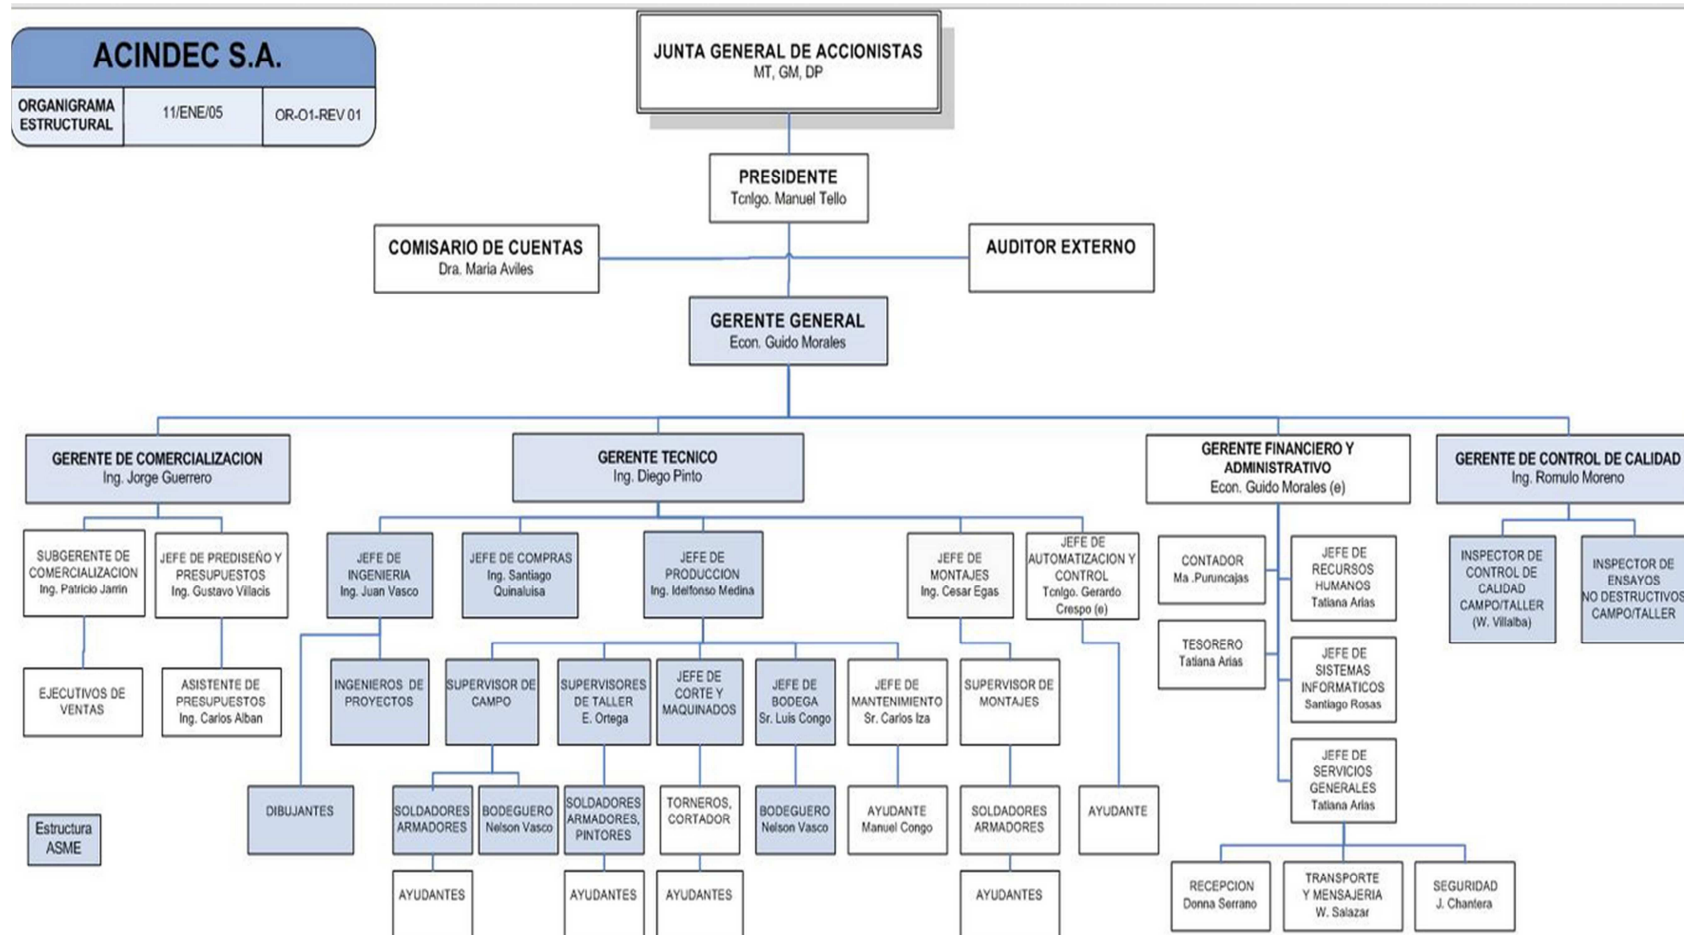 ACINDEC S.A.
ORGANIGRAMA
ESTRUCTURAL
11/ENE/05
OR-O1-REV 01
JUNTA GENERAL DE ACCIONISTAS
MT, GM, DP
PRESIDENTE
Tcnlgo. Manuel Tello
COMISARIO DE CUENTAS
Dra. Maria Aviles
AUDITOR EXTERNO
GERENTE GENERAL
Econ. Guido Morales
GERENTE DE COMERCIALIZACION
Ing. Jorge Guerrero
GERENTE TECNICO
Ing. Diego Pinto
GERENTE FINANCIERO Y
ADMINISTRATIVO
Econ. Guido Morales (e)
GERENTE DE CONTROL DE CALIDAD
Ing. Romulo Moreno
SUBGERENTE DE
COMERCIALIZACION
Ing. Patricio Jarrin
JEFE DE PREDISEÑO Y
PRESUPUESTOS
Ing. Gustavo Villacis
JEFE DE
INGENIERIA
Ing. Juan Vasco
JEFE DE COMPRAS
Ing. Santiago
Quinaluisa
JEFE DE
PRODUCCION
Ing. Idelfonso Medina
JEFE DE
MONTAJES
Ing. Cesar Egas
JEFE DE
AUTOMATIZACION Y
CONTROL
Tcnlgo. Gerardo
Crespo (e)
CONTADOR
Ma .Puruncajas
JEFE DE
RECURSOS
HUMANOS
Tatiana Arias
INSPECTOR DE
CONTROL DE
CALIDAD
CAMPO/TALLER
(W. Villalba)
INSPECTOR DE
ENSAYOS
NO DESTRUCTIVOS
CAMPO/TALLER
TESORERO
Tatiana Arias
JEFE DE
SISTEMAS
INFORMATICOS
Santiago Rosas
EJECUTIVOS DE
VENTAS
ASISTENTE DE
PRESUPUESTOS
Ing. Carlos Alban
INGENIEROS DE
PROYECTOS
SUPERVISOR DE
CAMPO
SUPERVISORES
DE TALLER
E. Ortega
JEFE DE
CORTE Y
MAQUINADOS
JEFE DE
BODEGA
Sr. Luis Congo
JEFE DE
MANTENIMIENTO
Sr. Carlos Iza
SUPERVISOR DE
MONTAJES
JEFE DE
SERVICIOS
GENERALES
Tatiana Arias
DIBUJANTES
SOLDADORES
ARMADORES
BODEGUERO
Nelson Vasco
SOLDADORES
ARMADORES,
PINTORES
TORNEROS,
CORTADOR
BODEGUERO
Nelson Vasco
AYUDANTE
Manuel Congo
SOLDADORES
ARMADORES
AYUDANTE
Estructura
ASME
AYUDANTES
AYUDANTES
AYUDANTES
AYUDANTES
RECEPCION
Donna Serrano
TRANSPORTE
Y MENSAJERIA
W. Salazar
SEGURIDAD
J. Chantera